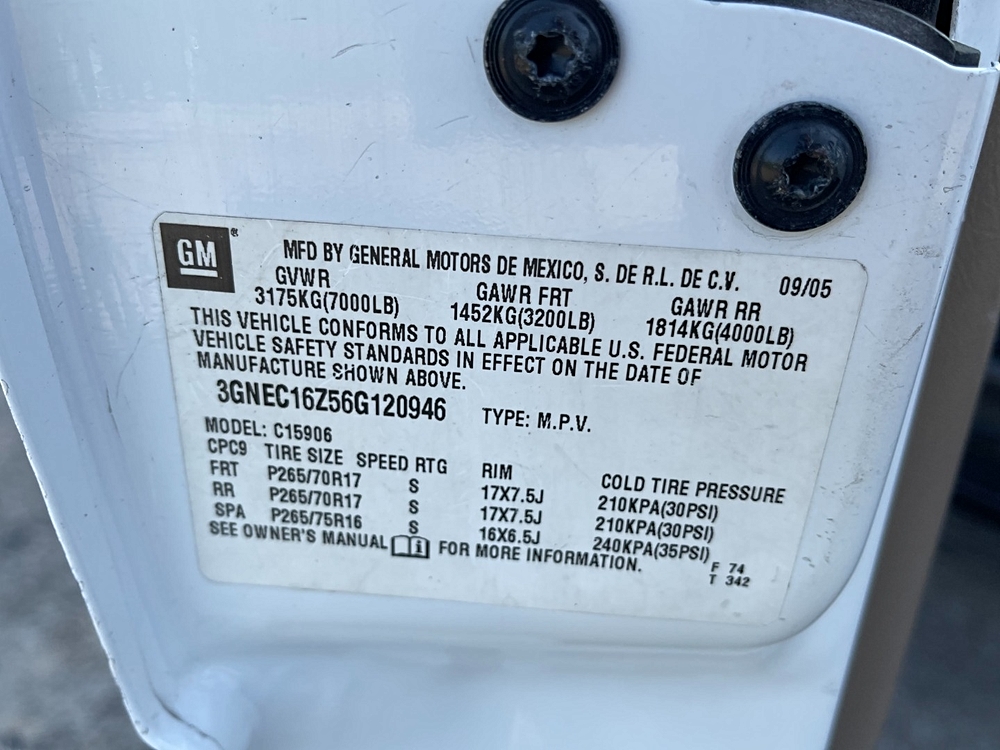 GM ®
MFD BY GENERAL MOTORS DE MEXICO, S. DE R.L. DE C.V. 09/05
GVWR GAWR FRT GAWR RR
3175KG(7000LB) 1452KG(3200LB) 1814KG(4000LB)
THIS VEHICLE CONFORMS TO ALL APPLICABLE U.S. FEDERAL MOTOR
VEHICLE SAFETY STANDARDS IN EFFECT ON THE DATE OF
MANUFACTURE SHOWN ABOVE.
3GNEC16Z56G120946 TYPE: M.P.V.
MODEL: C15906
CPC9 TIRE SIZE SPEED RTG RIM COLD TIRE PRESSURE
FRT P265/70R17 S 17X7.5J 210KPA(30PSI)
RR P265/70R17 S 17X7.5J 210KPA(30PSI)
SPA P265/75R16 S 16X6.5J 240KPA(35PSI)
SEE OWNER'S MANUAL i FOR MORE INFORMATION.
F 74
T 342